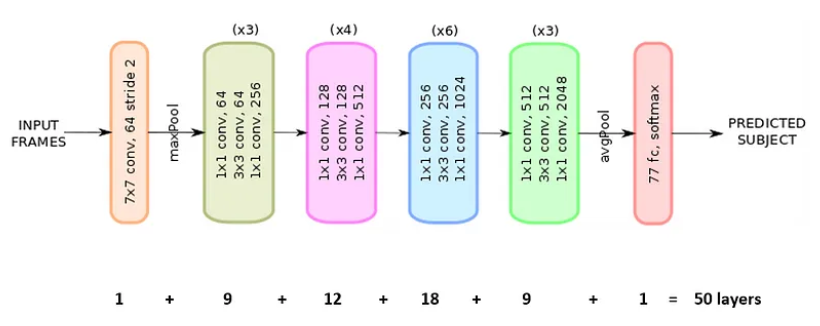 (x3) (x4) (x6) (x3)
INPUT
FRAMES
7x7 conv, 64 stride 2
maxPool
1x1 conv, 64
3x3 conv, 64
1x1 conv, 256
1x1 conv, 128
3x3 conv, 128
1x1 conv, 512
1x1 conv, 256
3x3 conv, 256
1x1 conv, 1024
1x1 conv, 512
3x3 conv, 512
1x1 conv, 2048
avgPool
77 fc, softmax
PREDICTED
SUBJECT
1 + 9 + 12 + 18 + 9 + 1 = 50 layers